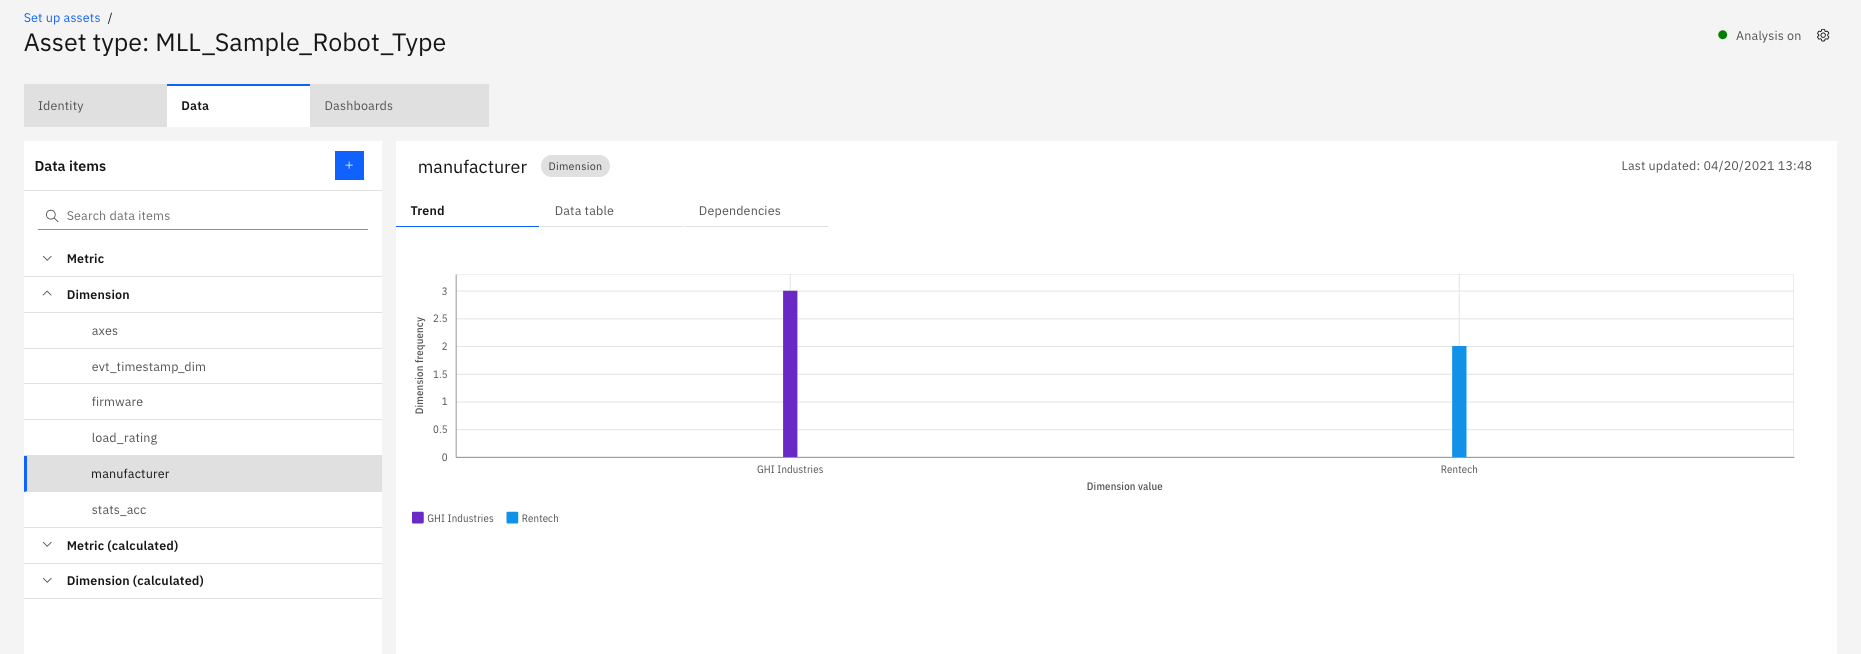 Set up assets /
Asset type: MLL_Sample_Robot_Type
Analysis on
Identity
Data
Dashboards
Data items
+
Search data items
Metric
Dimension
axes
evt_timestamp_dim
firmware
load_rating
manufacturer
stats_acc
Metric (calculated)
Dimension (calculated)
manufacturer
Dimension
Last updated: 04/20/2021 13:48
Trend
Data table
Dependencies
Dimension frequency
3
2.5
2
1.5
1
0.5
0
GHI Industries
Rentech
Dimension value
GHI Industries
Rentech